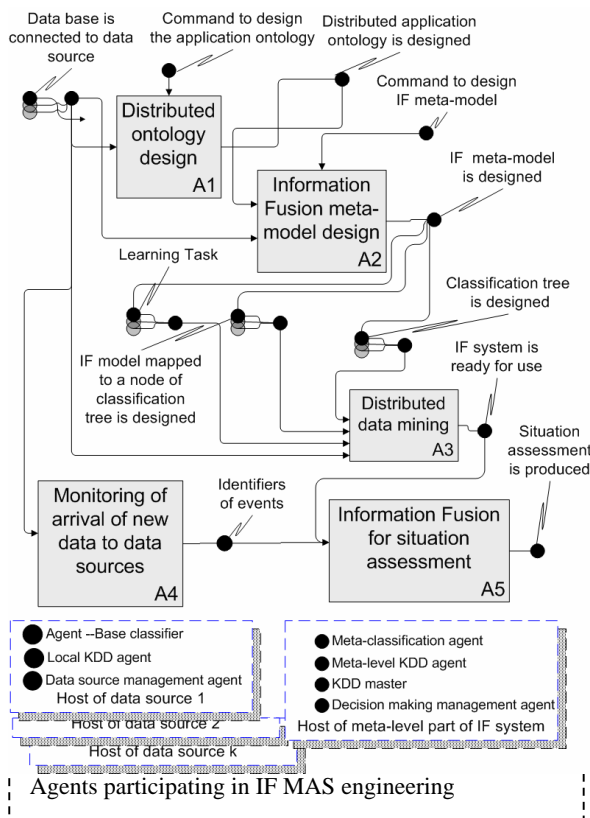 Data base is
connected to data
source
Command to design
the application ontology
Distributed application
ontology is designed
Command to design
IF meta-model
Distributed
ontology
design
A1
Information
Fusion meta-
model design
A2
IF meta-model
is designed
Learning Task
Classification tree
is designed
IF model mapped
to a node of
classification
tree is designed
IF system is
ready for use
Distributed
data mining
A3
Situation
assessment
is produced
Identifiers
of events
Monitoring of
arrival of new
data to data
sources
A4
Information Fusion
for situation
assessment
A5
Agent --Base classifier
Local KDD agent
Data source management agent
Host of data source 1
Host of data source 2
Host of data source k
Meta-classification agent
Meta-level KDD agent
KDD master
Decision making management agent
Host of meta-level part of IF system
Agents participating in IF MAS engineering